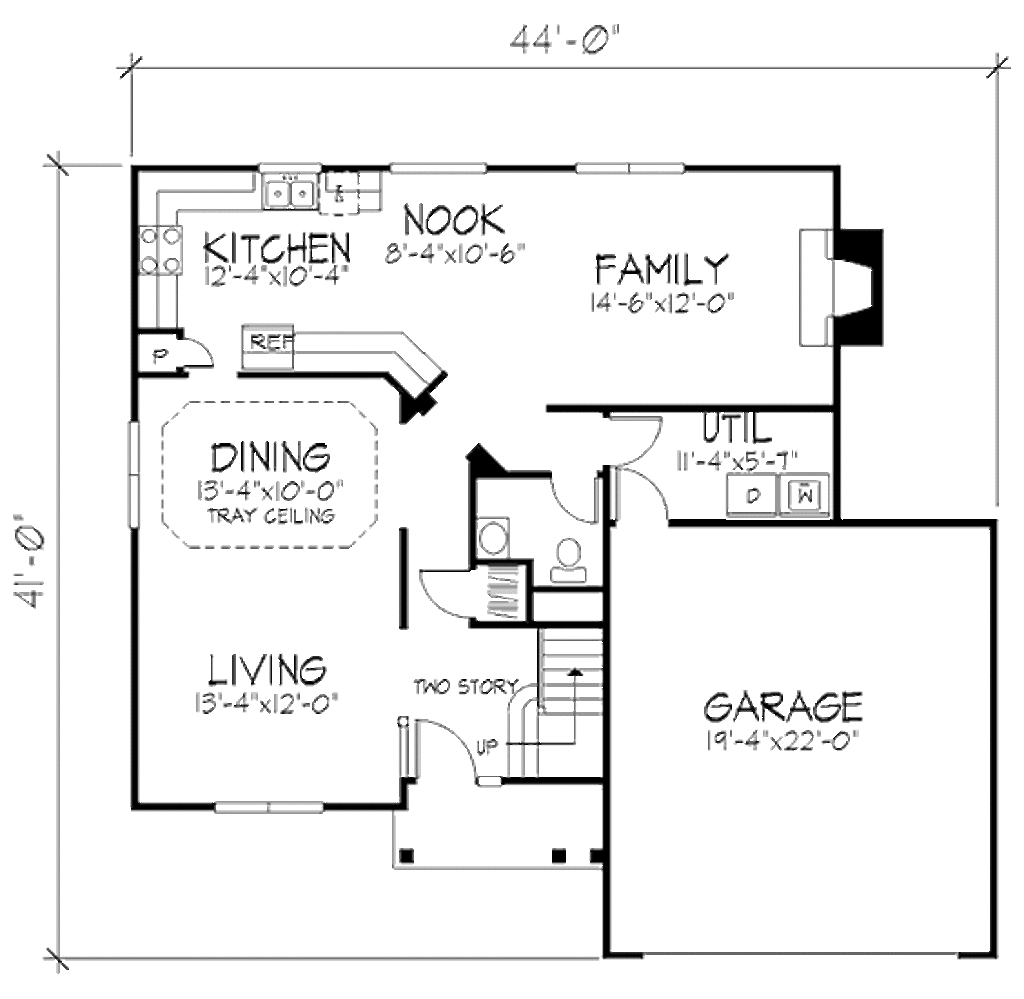 44'-0"
NOOK
8'-4"x10'-6"
KITCHEN
12'-4"x10'-4"
FAMILY
14'-6"x12'-0"
REF
P
UTIL
11'-4"x5'-7"
D
W
DINING
13'-4"x10'-0"
TRAY CEILING
41'-0"
LIVING
13'-4"x12'-0"
TWO STORY
UP
GARAGE
19'-4"x22'-0"